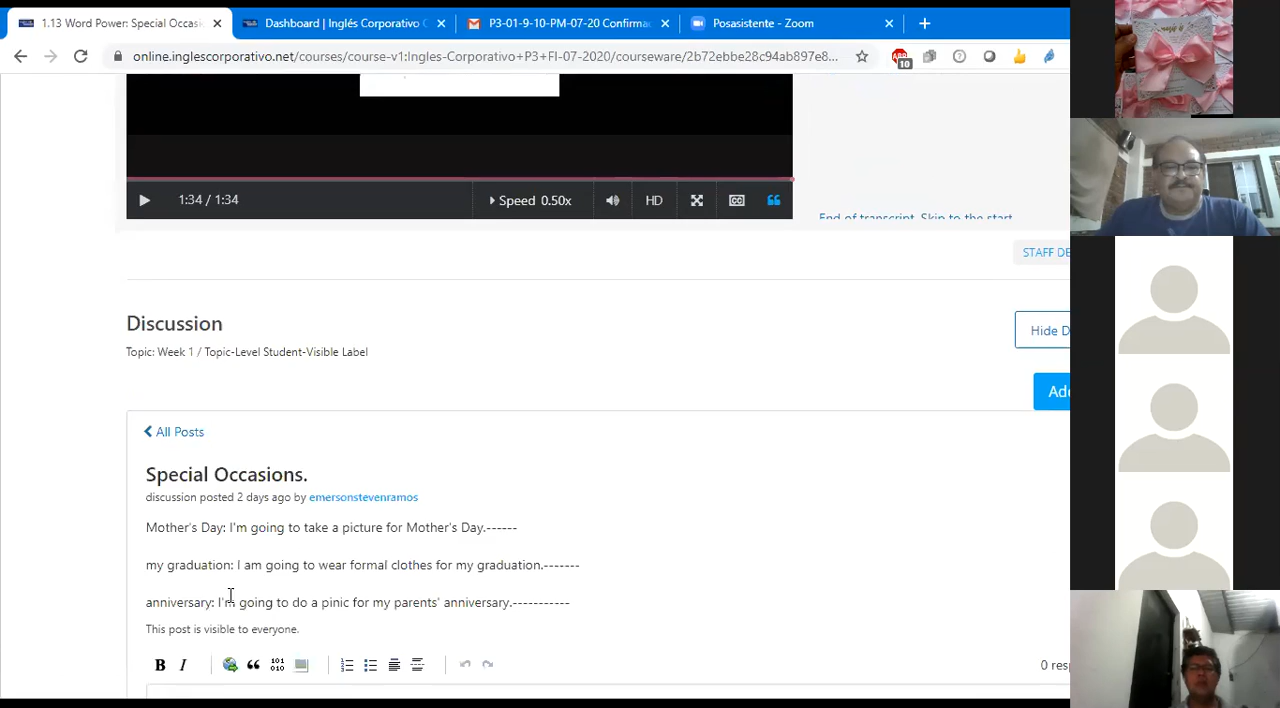 1.13 Word Power: Special Occas
Dashboard | Inglés Corporativo
P3-01-9-10-PM-07-20 Confirma
Posasistente - Zoom
online.inglescorporativo.net/courses/course-v1:Ingles-Corporativo+P3+FI-07-2020/courseware/2b72ebbe28c94ab897e8...
10
1:34 / 1:34
Speed 0.50x
HD
End of transcript. Skip to the start.
STAFF DE
Discussion
Hide D
Topic: Week 1 / Topic-Level Student-Visible Label
Ad
All Posts
Special Occasions.
discussion posted 2 days ago by emersonstevenramos
Mother's Day: I'm going to take a picture for Mother's Day.------
my graduation: I am going to wear formal clothes for my graduation.-------
anniversary: I'm going to do a pinic for my parents' anniversary.-----------
This post is visible to everyone.
B I
0 resp